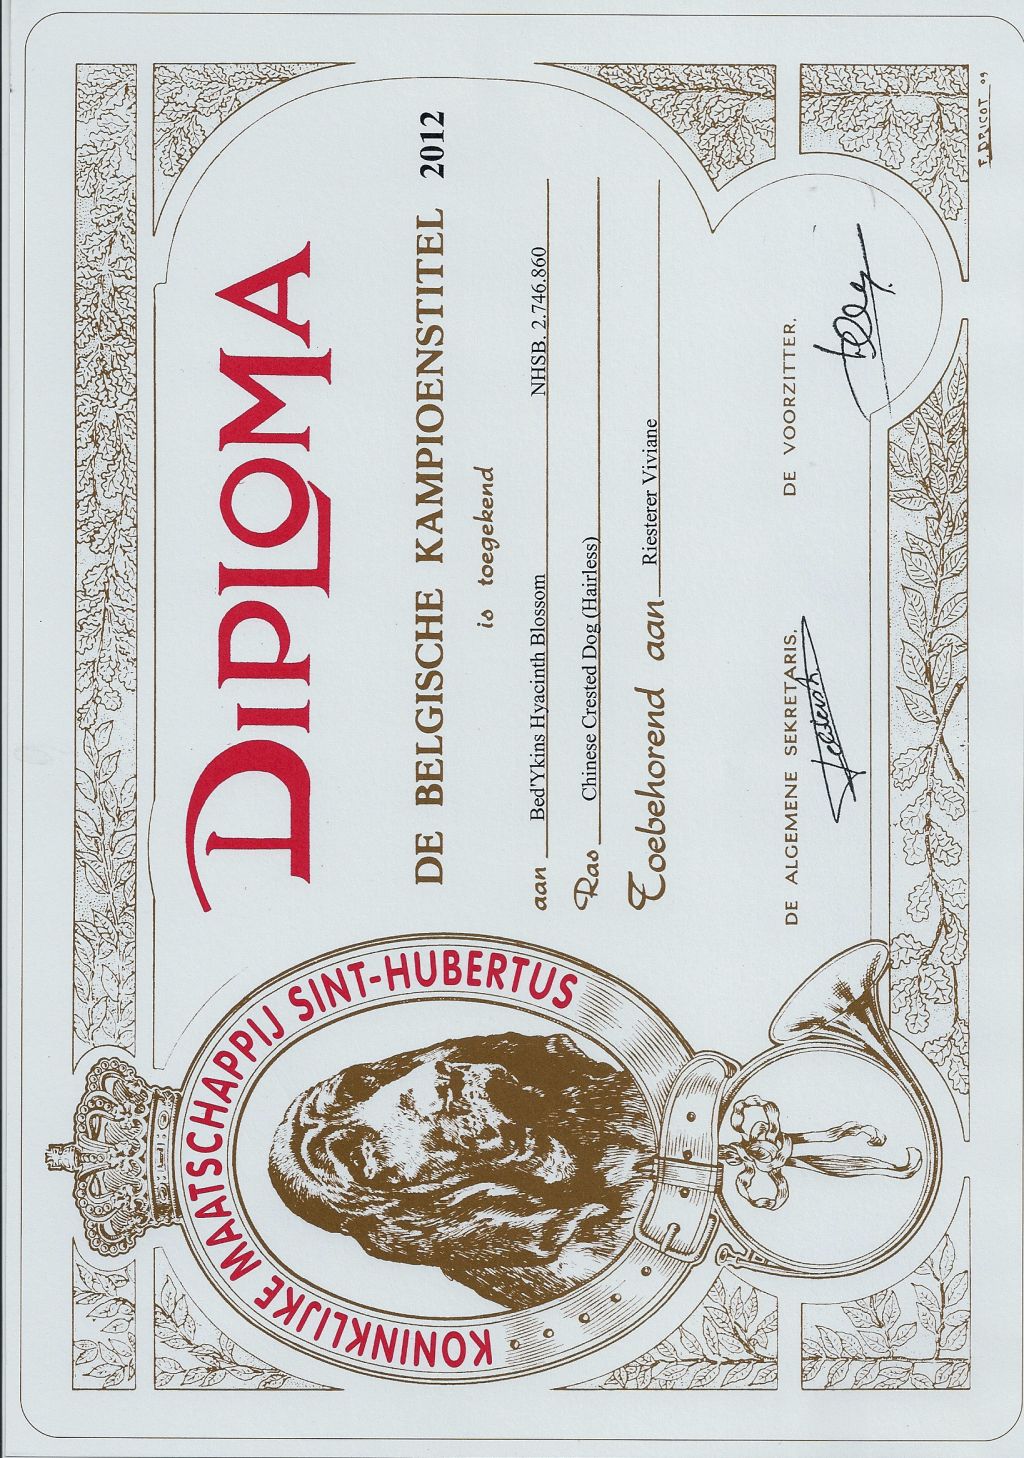 KONINKLIJKE MAATSCHAPPIJ SINT-HUBERTUS
DIPLOMA
DE BELGISCHE KAMPIOENSTITEL 2012
is toegekend
aan Bed'Ykins Hyacinth Blossom NHSB. 2.746.860
Ras Chinese Crested Dog (Hairless)
Toebehorend aan Riesterer Viviane
DE ALGEMENE SEKRETARIS. DE VOORZITTER.